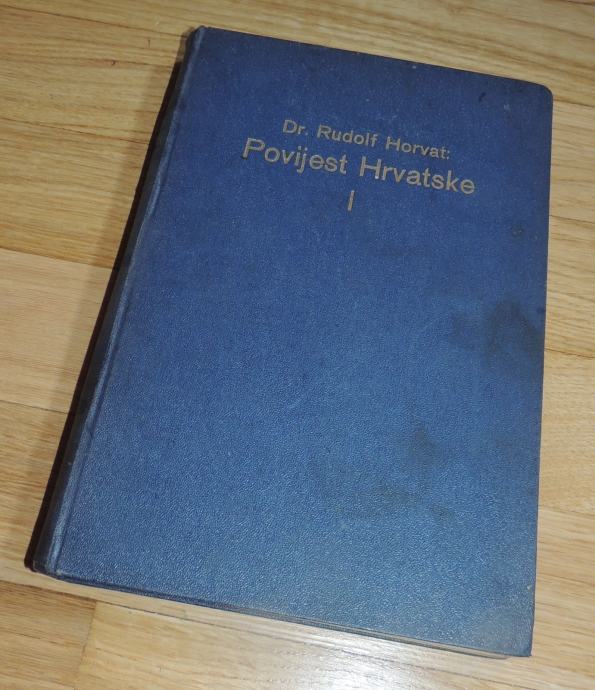 Dr. Rudolf Horvat:
Povijest Hrvatske
I